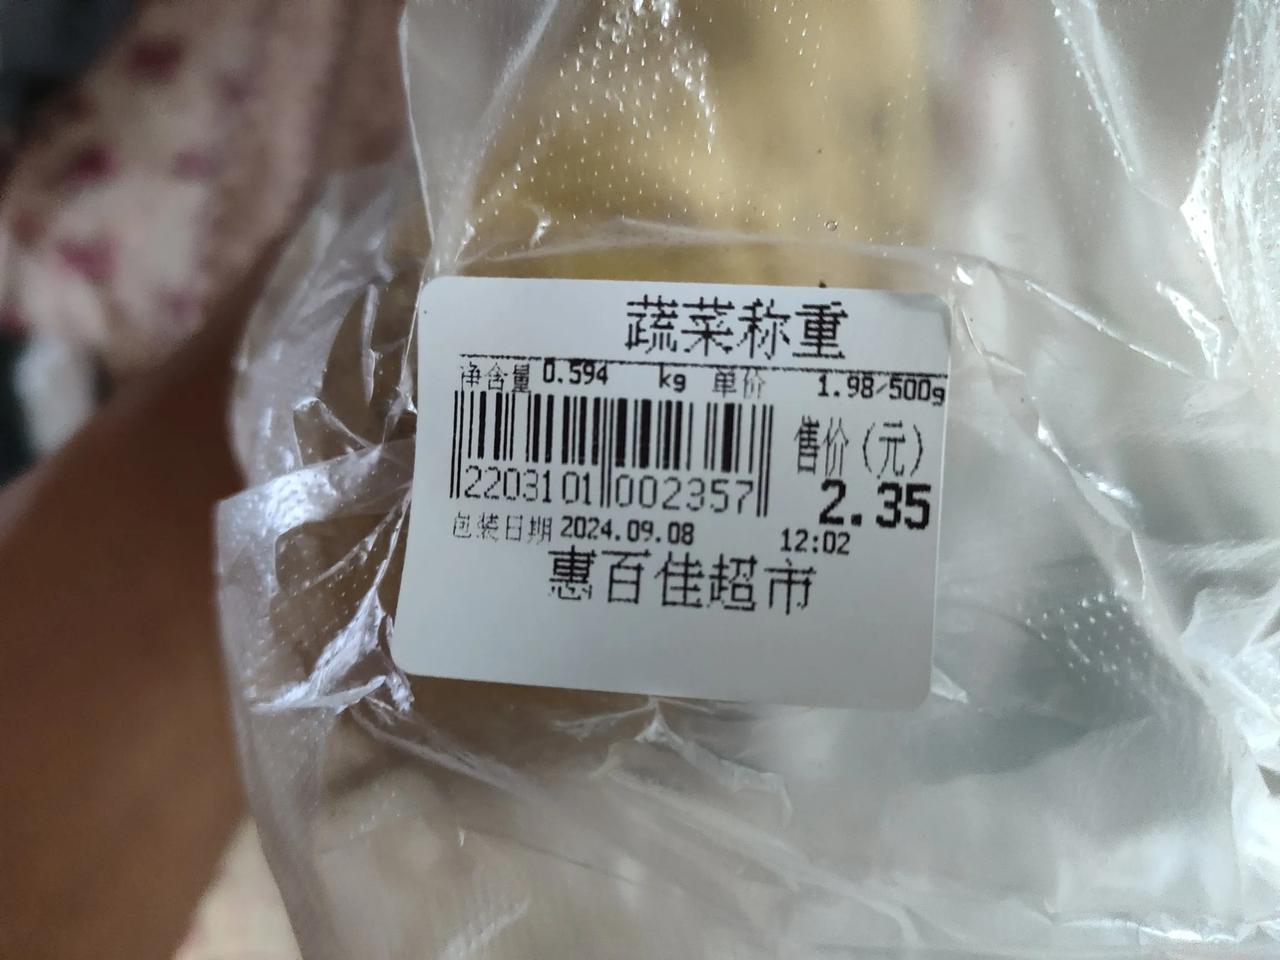 蔬菜称重
净含量 0.594 kg 单价 1.98/500g
售价(元)
2203101002357
2.35
包装日期 2024.09.08 12:02
惠百佳超市